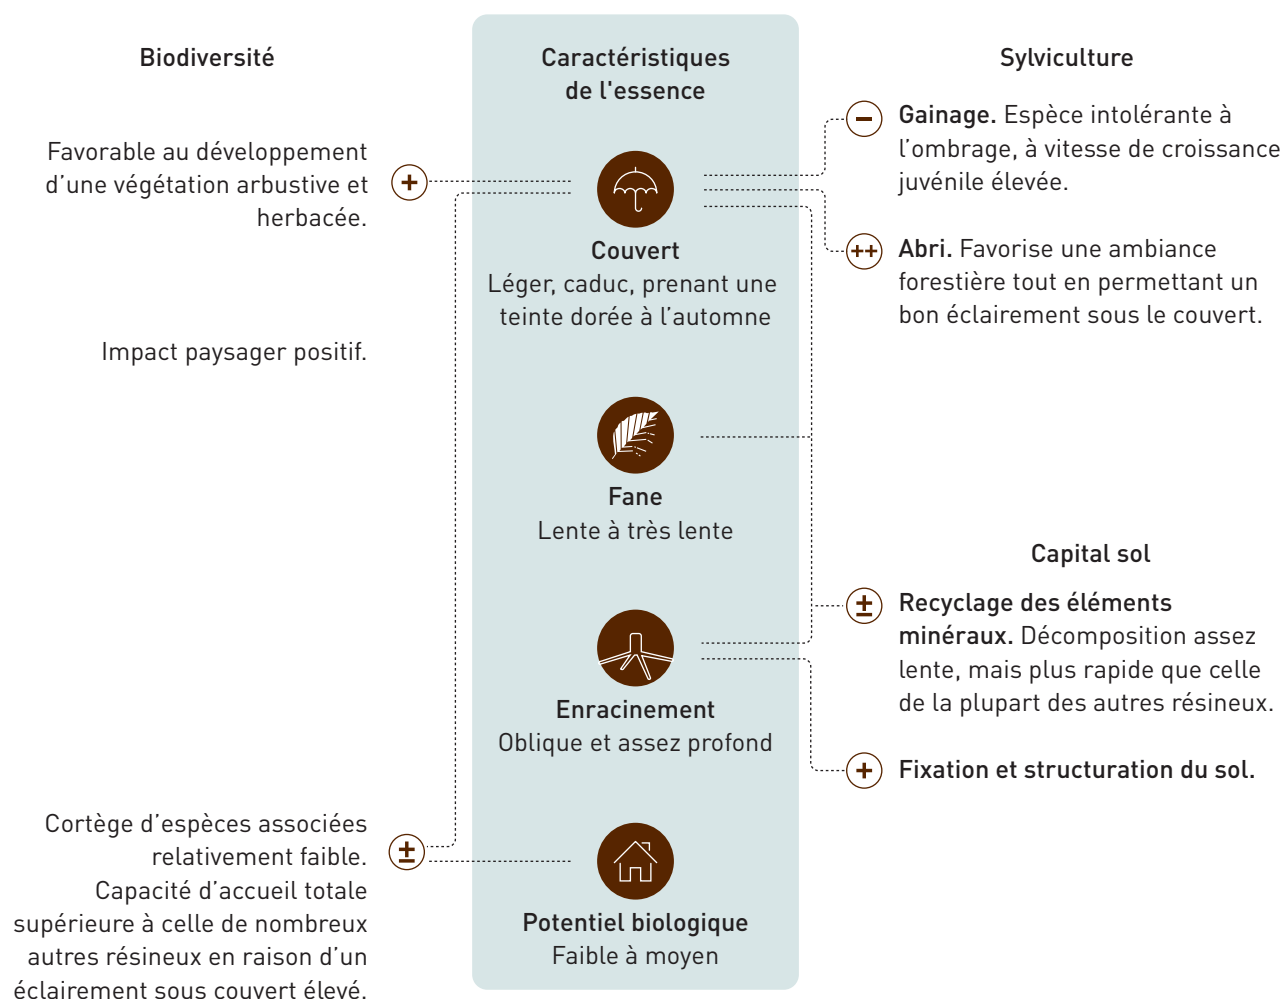 Biodiversité
Favorable au développement
d’une végétation arbustive et
herbacée.
+
Impact paysager positif.
Cortège d’espèces associées
relativement faible.
Capacité d’accueil totale
supérieure à celle de nombreux
autres résineux en raison d’un
éclairement sous couvert élevé.
±
Caractéristiques
de l'essence
Couvert
Léger, caduc, prenant une
teinte dorée à l’automne
Fane
Lente à très lente
Enracinement
Oblique et assez profond
Potentiel biologique
Faible à moyen
Sylviculture
−
Gainage. Espèce intolérante à
l’ombrage, à vitesse de croissance
juvénile élevée.
++
Abri. Favorise une ambiance
forestière tout en permettant un
bon éclairement sous le couvert.
Capital sol
±
Recyclage des éléments
minéraux. Décomposition assez
lente, mais plus rapide que celle
de la plupart des autres résineux.
+
Fixation et structuration du sol.